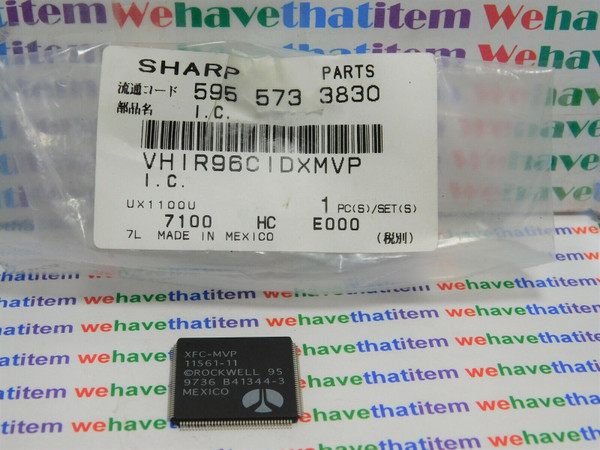 wehavethatitem wehavethatitem wehavethatitem
SHARP PARTS
流通コード 595 573 3830
部品名 I.C.
VHIR96CIDXMVP
I.C.
UX1100U 1 PC(S)/SET(S)
7100 HC E000
7L MADE IN MEXICO (税別)
wehavethatitem wehavethatitem wehavethatitem
XFC-MVP
11561-11
©ROCKWELL 95
9736 B41344-3
MEXICO